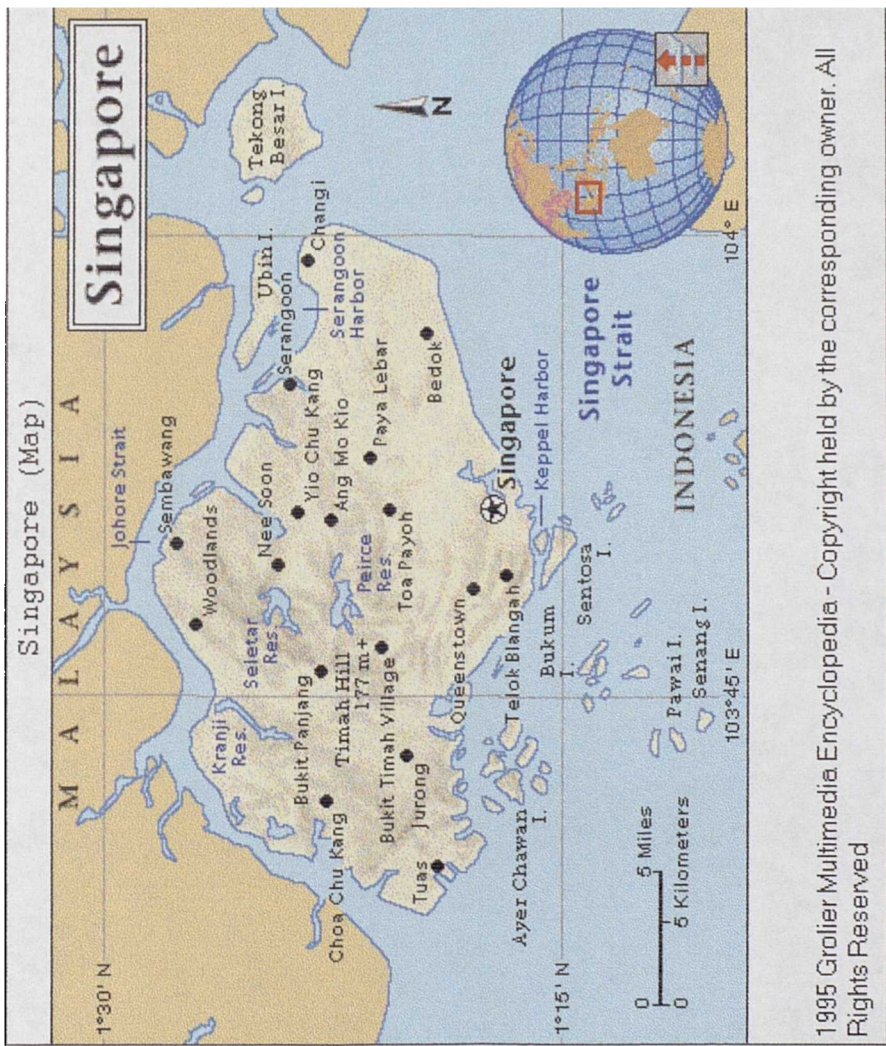 Singapore (Map)
Singapore
M A L A Y S I A
1°30' N
Johore Strait
Sembawang
Woodlands
Tekong
Besar I.
Ubin I.
Serangoon
Changi
Serangoon
Harbor
Kranji
Res.
Seletar
Res.
Nee Soon
Yio Chu Kang
Bukit Panjang
Ang Mo Kio
Choa Chu Kang
Timah Hill
177 m+
Peirce
Res.
Paya Lebar
Bukit Timah Village
Toa Payoh
Jurong
Bedok
Tuas
Queenstown
Singapore
Telok Blangah
Keppel Harbor
Ayer Chawan
I.
Bukum
I.
Sentosa
I.
Singapore
Strait
N
1°15' N
0 5 Miles
0 5 Kilometers
Pawai I.
Senang I.
INDONESIA
103°45' E
104° E
1995 Grolier Multimedia Encyclopedia - Copyright held by the corresponding owner. All
Rights Reserved